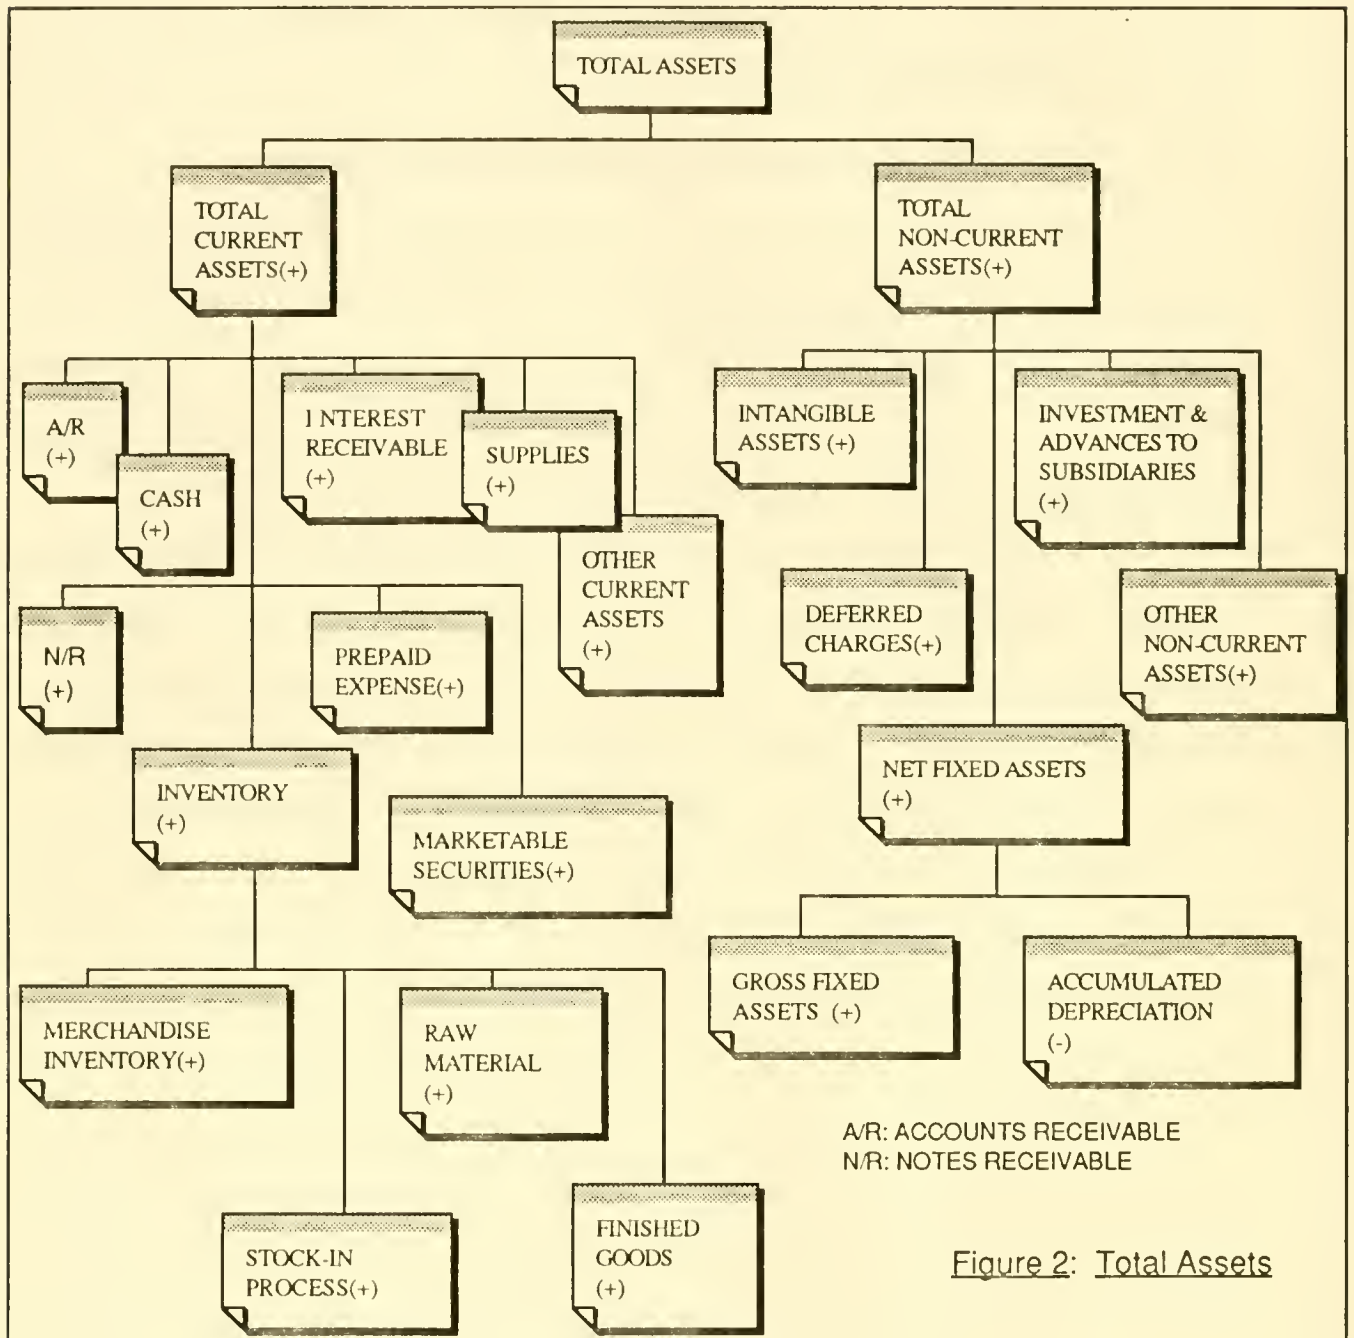 TOTAL ASSETS
TOTAL
CURRENT
ASSETS(+)
TOTAL
NON-CURRENT
ASSETS(+)
A/R
(+)
CASH
(+)
I NTEREST
RECEIVABLE
(+)
SUPPLIES
(+)
OTHER
CURRENT
ASSETS
(+)
INTANGIBLE
ASSETS (+)
INVESTMENT &
ADVANCES TO
SUBSIDIARIES
(+)
DEFERRED
CHARGES(+)
OTHER
NON-CURRENT
ASSETS(+)
N/R
(+)
PREPAID
EXPENSE(+)
INVENTORY
(+)
MARKETABLE
SECURITIES(+)
NET FIXED ASSETS
(+)
GROSS FIXED
ASSETS (+)
ACCUMULATED
DEPRECIATION
(-)
MERCHANDISE
INVENTORY(+)
RAW
MATERIAL
(+)
STOCK-IN
PROCESS(+)
FINISHED
GOODS
(+)
A/R: ACCOUNTS RECEIVABLE
N/R: NOTES RECEIVABLE
Figure 2: Total Assets